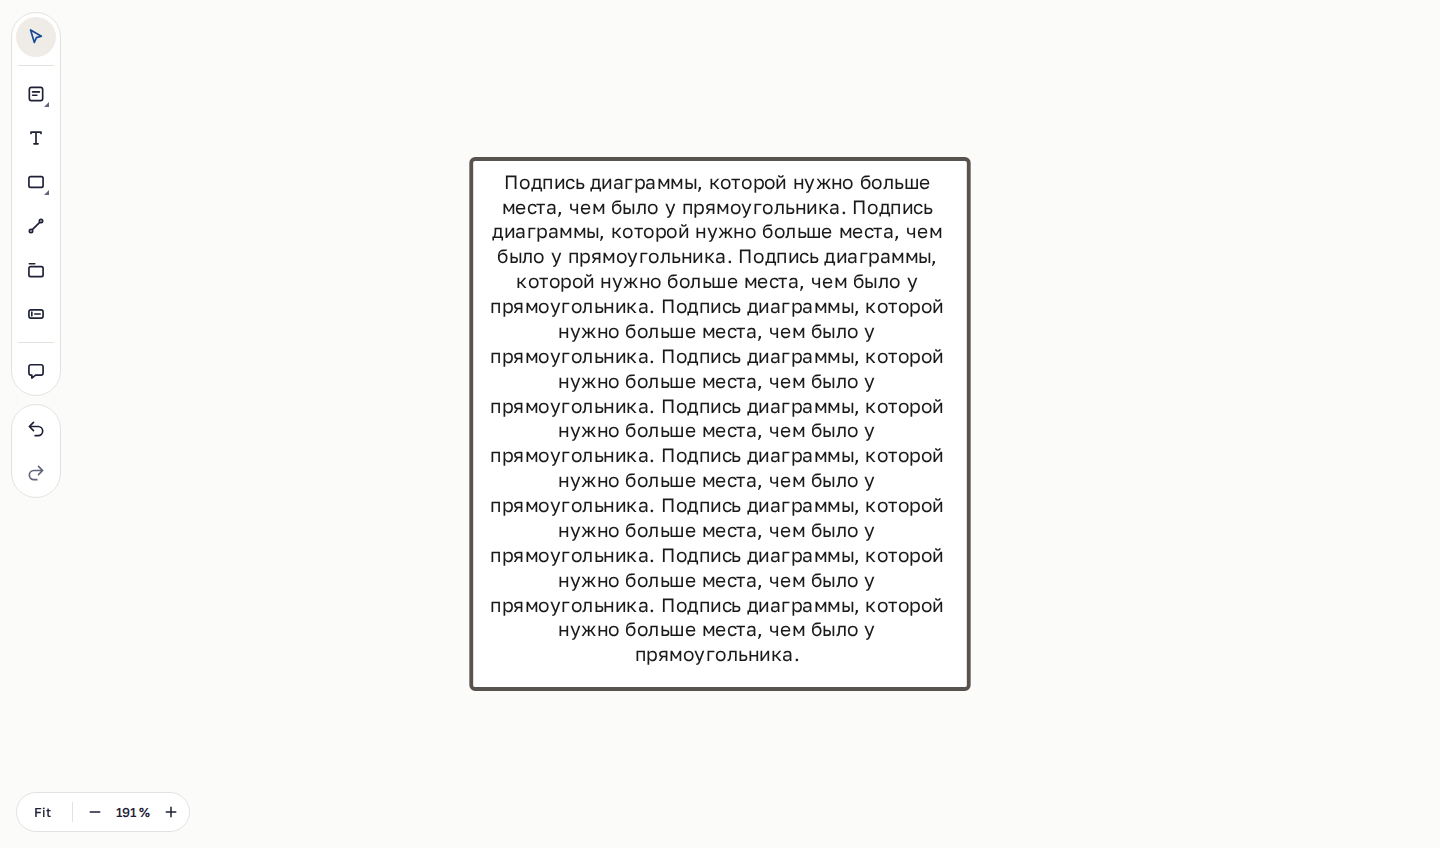 Подпись диаграммы, которой нужно больше
места, чем было у прямоугольника. Подпись
диаграммы, которой нужно больше места, чем
было у прямоугольника. Подпись диаграммы,
которой нужно больше места, чем было у
прямоугольника. Подпись диаграммы, которой
нужно больше места, чем было у
прямоугольника. Подпись диаграммы, которой
нужно больше места, чем было у
прямоугольника. Подпись диаграммы, которой
нужно больше места, чем было у
прямоугольника. Подпись диаграммы, которой
нужно больше места, чем было у
прямоугольника. Подпись диаграммы, которой
нужно больше места, чем было у
прямоугольника. Подпись диаграммы, которой
нужно больше места, чем было у
прямоугольника. Подпись диаграммы, которой
нужно больше места, чем было у
прямоугольника.
Fit 191%